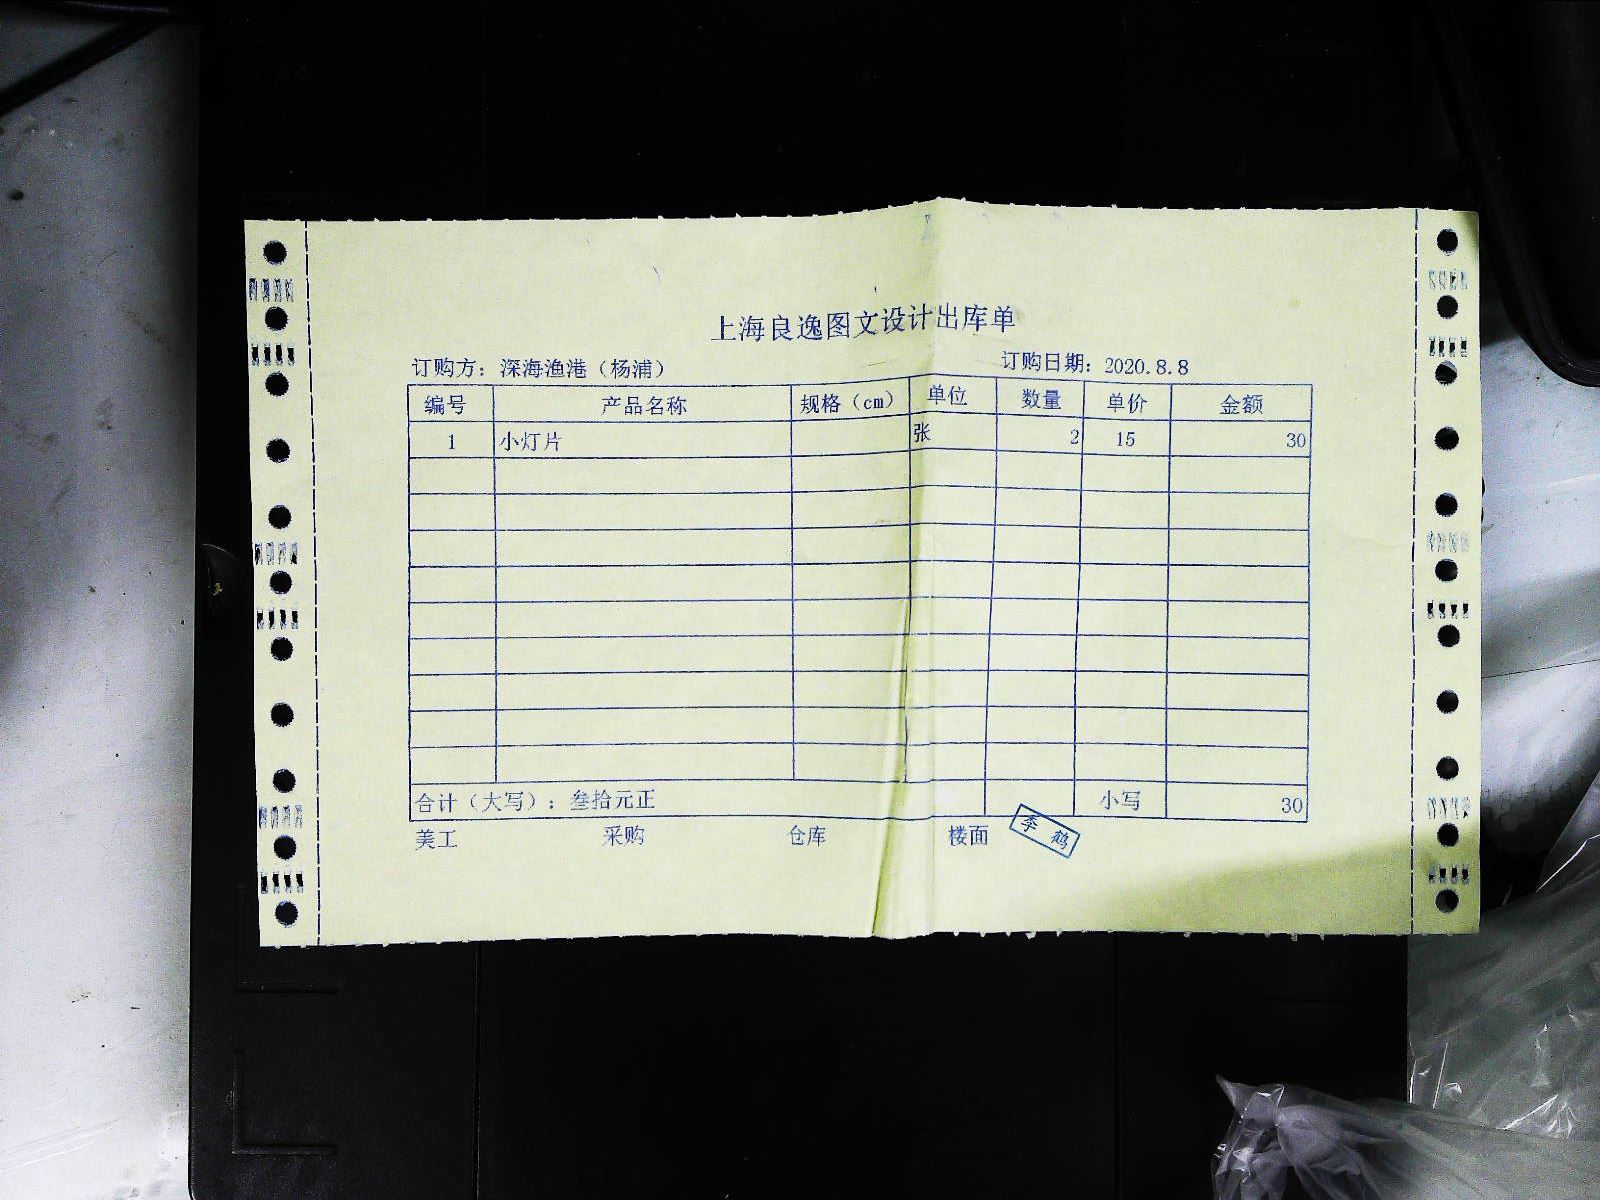 上海良逸图文设计出库单
订购方：深海渔港（杨浦） 订购日期：2020.8.8
编号 产品名称 规格（cm） 单位 数量 单价 金额
1 小灯片 张 2 15 30
合计（大写）：叁拾元正 小写 30
美工 采购 仓库 楼面 李鹤